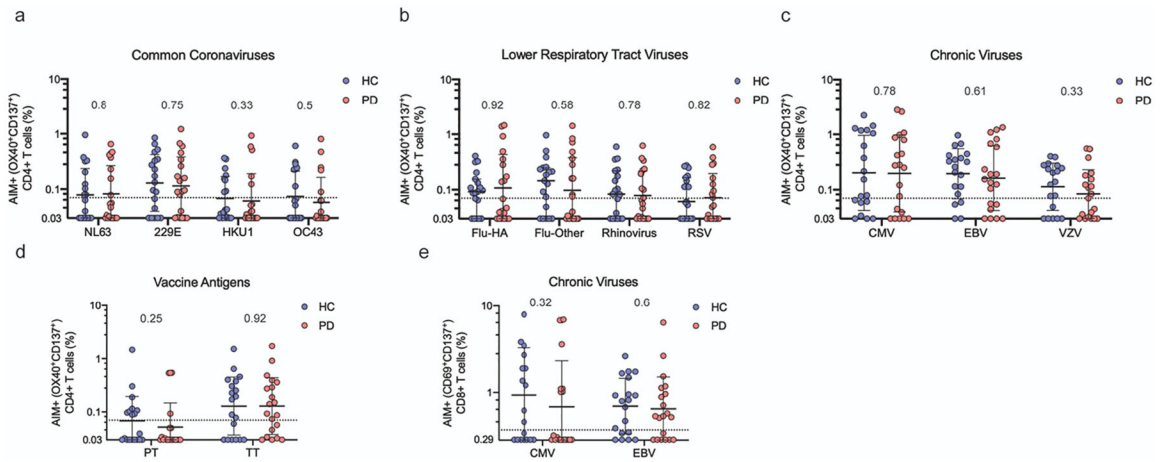 a
Common Coronaviruses
AIM+ (OX40+CD137+)
CD4+ T cells (%)
10
1
0.1
0.03
0.8
0.75
0.33
0.5
HC
PD
NL63
229E
HKU1
OC43
b
Lower Respiratory Tract Viruses
AIM+ (OX40⁺CD137⁺)
CD4+ T cells (%)
10
1
0.1
0.03
0.92
0.58
0.78
0.82
HC
PD
Flu-HA
Flu-Other
Rhinovirus
RSV
c
Chronic Viruses
AIM+ (OX40⁺CD137⁺)
CD4+ T cells (%)
10
1
0.1
0.03
0.78
0.61
0.33
HC
PD
CMV
EBV
VZV
d
Vaccine Antigens
AIM+ (OX40⁺CD137⁺)
CD4+ T cells (%)
10
1
0.1
0.03
0.25
0.92
HC
PD
PT
TT
e
Chronic Viruses
AIM+ (CD69⁺CD137⁺)
CD8+ T cells (%)
10
1
0.29
0.32
0.6
HC
PD
CMV
EBV